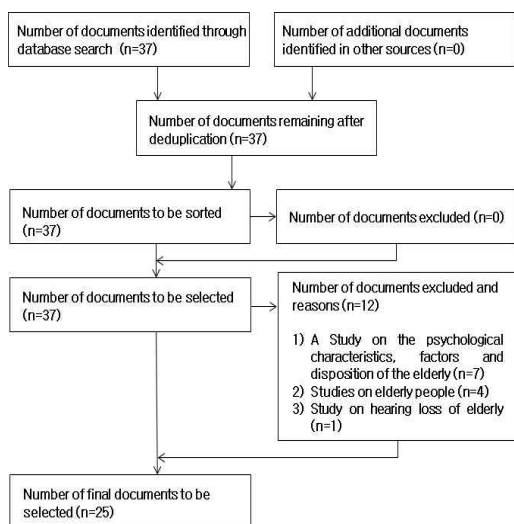 Number of documents identified through
database search (n=37)
Number of additional documents
identified in other sources (n=0)
Number of documents remaining after
deduplication (n=37)
Number of documents to be sorted
(n=37)
Number of documents excluded (n=0)
Number of documents to be selected
(n=37)
Number of documents excluded and
reasons (n=12)
1) A Study on the psychological
characteristics, factors and
disposition of the elderly (n=7)
2) Studies on elderly people (n=4)
3) Study on hearing loss of elderly
(n=1)
Number of final documents to be
selected (n=25)